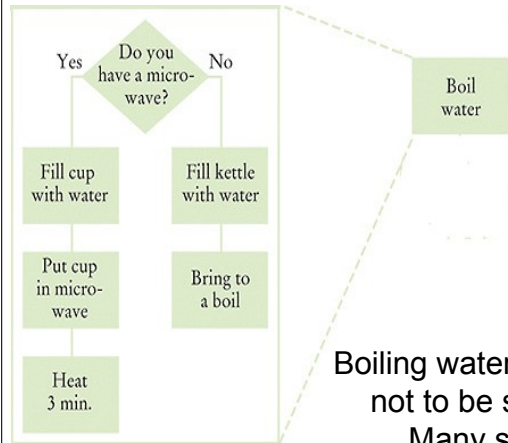 Do you
have a micro-
wave?
Yes
No
Fill cup
with water
Put cup
in micro-
wave
Heat
3 min.
Fill kettle
with water
Bring to
a boil
Boil
water
Boiling water
not to be s
Many s